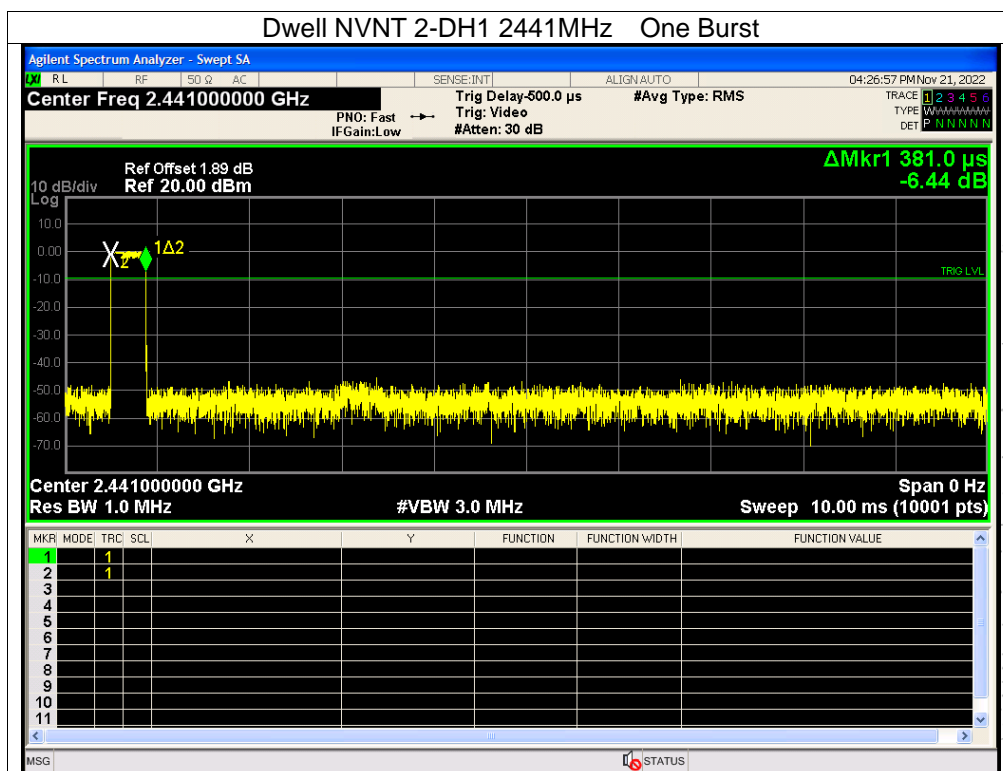 Dwell NVNT 2-DH1 2441MHz One Burst
Agilent Spectrum Analyzer - Swept SA
LXI RL RF 50 Ω AC SENSE:INT ALIGN AUTO 04:26:57 PM Nov 21, 2022
Center Freq 2.441000000 GHz
PNO: Fast
IFGain:Low
Trig Delay-500.0 µs
Trig: Video
#Atten: 30 dB
#Avg Type: RMS
TRACE 1 2 3 4 5 6
TYPE WWWWWW
DET P N N N N N
ΔMkr1 381.0 µs
-6.44 dB
Ref Offset 1.89 dB
10 dB/div Ref 20.00 dBm
Log
10.0
0.00
-10.0
-20.0
-30.0
-40.0
-50.0
-60.0
-70.0
X2
1Δ2
TRIG LVL
Center 2.441000000 GHz Span 0 Hz
Res BW 1.0 MHz #VBW 3.0 MHz Sweep 10.00 ms (10001 pts)
MKR MODE TRC SCL X Y FUNCTION FUNCTION WIDTH FUNCTION VALUE
1 1
2 1
3
4
5
6
7
8
9
10
11
MSG STATUS